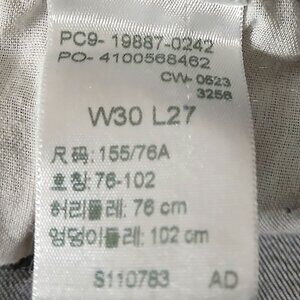 PC9- 19887-0242
PO- 4100568462
CW- 0523
3256
W30 L27
尺码: 155/76A
호칭: 76-102
허리둘레: 76 cm
엉덩이둘레: 102 cm
S110783 AD